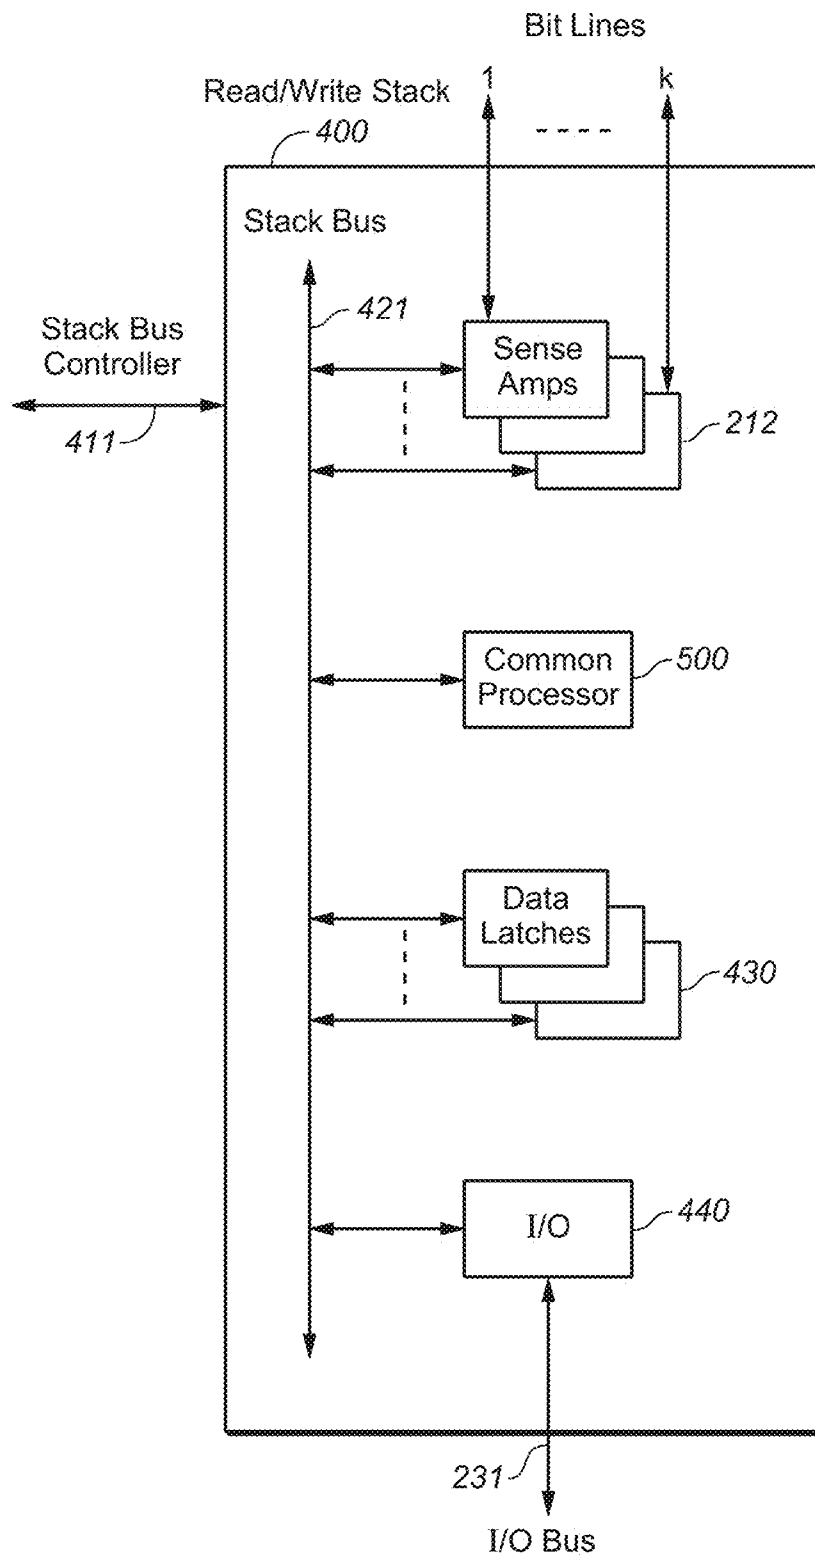 Bit Lines
1
k
Read/Write Stack
400
Stack Bus
421
Stack Bus
Controller
411
Sense
Amps
212
Common
Processor
500
Data
Latches
430
I/O
440
231
I/O Bus